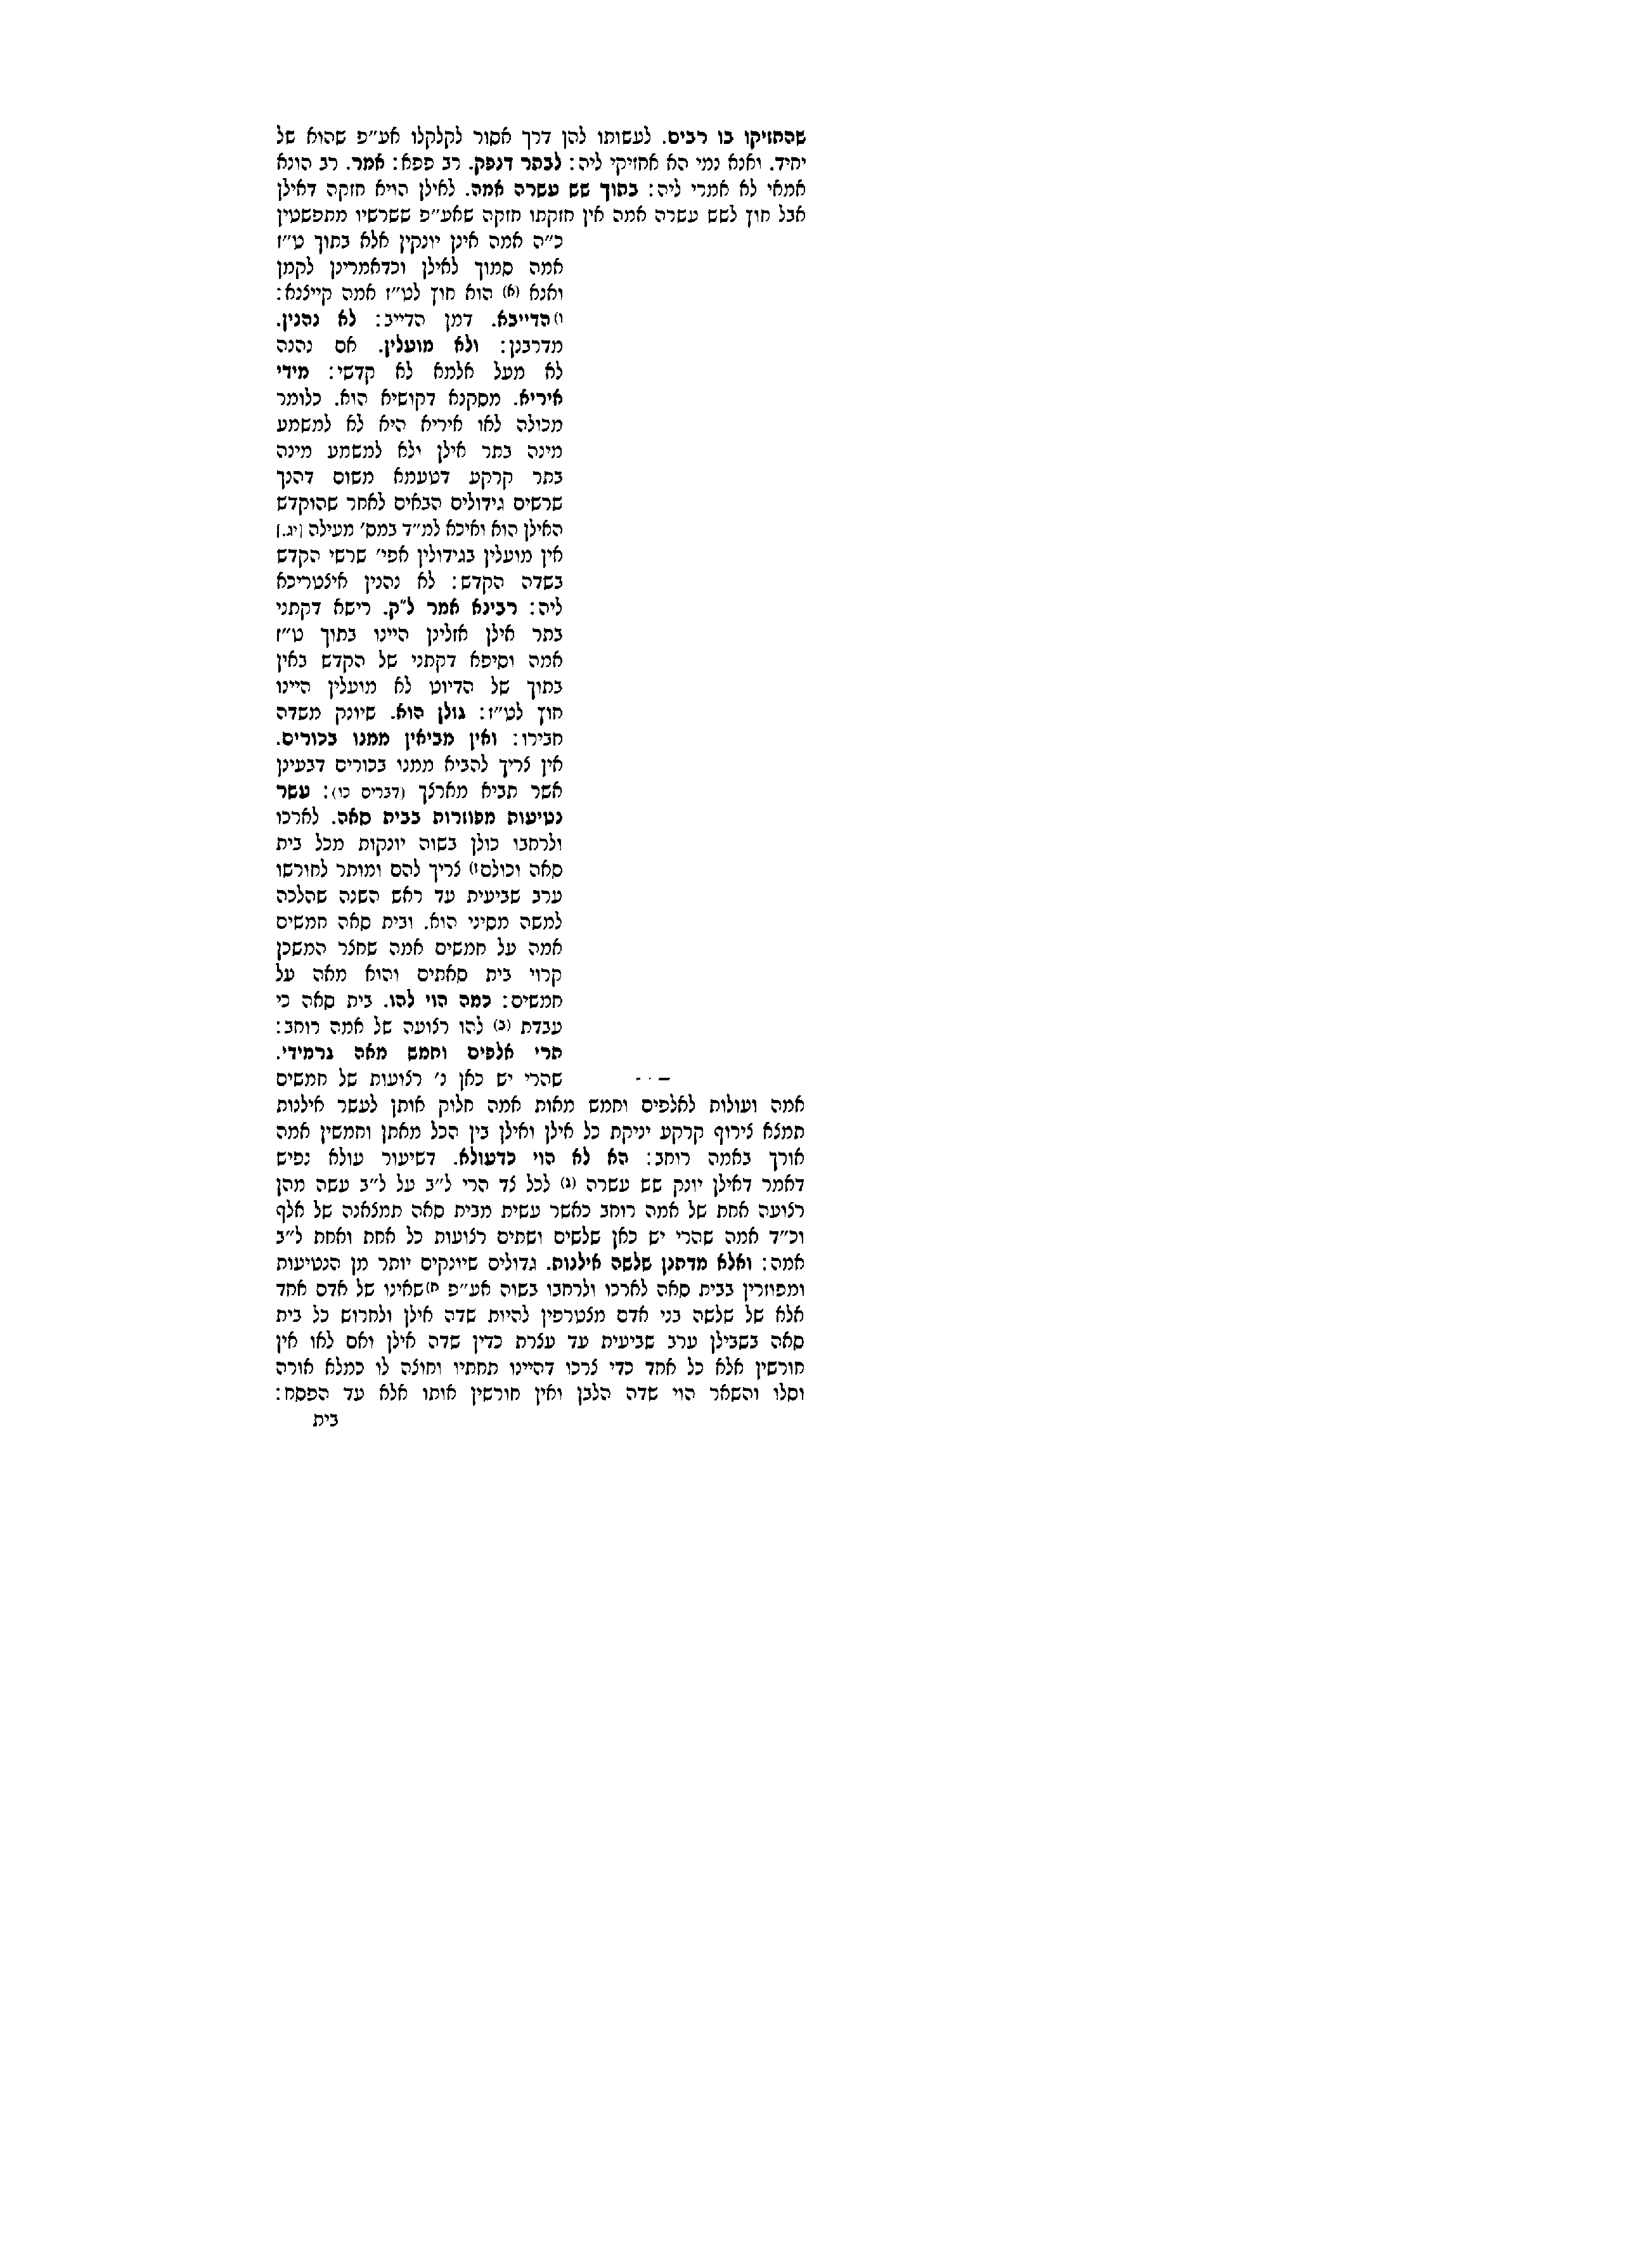 שהחזיקו בו רבים. לעשותו להן דרך אסור לקלקלו אע״פ שהוא של
יחיד. ואנא נמי הא אחזיקי ליה: לבתר דנפק. רב פפא: אמר. רב הונא
אמאי לא אמרי ליה: בתוך שש עשרה אמה. לאילן הויא חזקה דאילן
אבל חוץ לשש עשרה אמה אין חזקתו חזקה שאע״פ ששרשיו מתפשטין
כ״ה אמה אינן יונקין אלא בתוך ט״ז
אמה סמוך לאילן וכדאמרינן לקמן
ואנא (א) הוא חוץ לט״ז אמה קייצנא:
ו)הדייבא. דמן הדייב: לא נהנין.
מדרבנן: ולא מועלין. אם נהנה
לא מעל אלמא לא קדשי: מידי
איריא. מסקנא דקושיא הוא. כלומר
מכולה לאו איריא היא לא למשמע
מינה בתר אילן ולא למשמע מינה
בתר קרקע דטעמא משום דהנך
שרשים גידולים הבאים לאחר שהוקדש
האילן הוא ואיכא למ״ד במס׳ מעילה [יג.]
אין מועלין בגידולין אפי׳ שרשי הקדש
בשדה הקדש: לא נהנין איצטריכא
ליה: רבינא אמר ל״ק. רישא דקתני
בתר אילן אזלינן היינו בתוך ט״ז
אמה וסיפא דקתני של הקדש באין
בתוך של הדיוט לא מועלין היינו
חוץ לט״ז: גזלן הוא. שיונק משדה
חבירו: ואין מביאין ממנו בכורים.
אין צריך להביא ממנו בכורים דבעינן
אשר תביא מארצך (דברים כו): עשר
נטיעות מפוזרות בבית סאה. לארכו
ולרחבו כולן בשוה יונקות מכל בית
סאה וכולםז) צריך להם ומותר לחורשו
ערב שביעית עד ראש השנה שהלכה
למשה מסיני הוא. ובית סאה חמשים
אמה על חמשים אמה שחצר המשכן
קרוי בית סאתים והוא מאה על
חמשים: כמה הוי להו. בית סאה כי
עבדת (ב) להו רצועה של אמה רוחב:
תרי אלפים וחמש מאה גרמידי.
שהרי יש כאן נ׳ רצועות של חמשים
אמה ועולות לאלפים וחמש מאות אמה חלוק אותן לעשר אילנות
תמצא צירוף קרקע יניקת כל אילן ואילן בין הכל מאתן וחמשין אמה
אורך באמה רוחב: הא לא הוי כדעולא. דשיעור עולא נפיש
דאמר דאילן יונק שש עשרה (ג) לכל צד הרי ל״ב על ל״ב עשה מהן
רצועה אחת של אמה רוחב כאשר עשית מבית סאה תמצאנה של אלף
וכ״ד אמה שהרי יש כאן שלשים ושתים רצועות כל אחת ואחת ל״ב
אמה: ואלא מדתנן שלשה אילנות. גדולים שיונקים יותר מן הנטיעות
ומפוזרין בבית סאה לארכו ולרחבו בשוה אע״פ ח)שאינו של אדם אחד
אלא של שלשה בני אדם מצטרפין להיות שדה אילן ולחרוש כל בית
סאה בשבילן ערב שביעית עד עצרת כדין שדה אילן ואם לאו אין
חורשין אלא כל אחד כדי צרכו דהיינו תחתיו וחוצה לו כמלא אורה
וסלו והשאר הוי שדה הלבן ואין חורשין אותו אלא עד הפסח:
בית